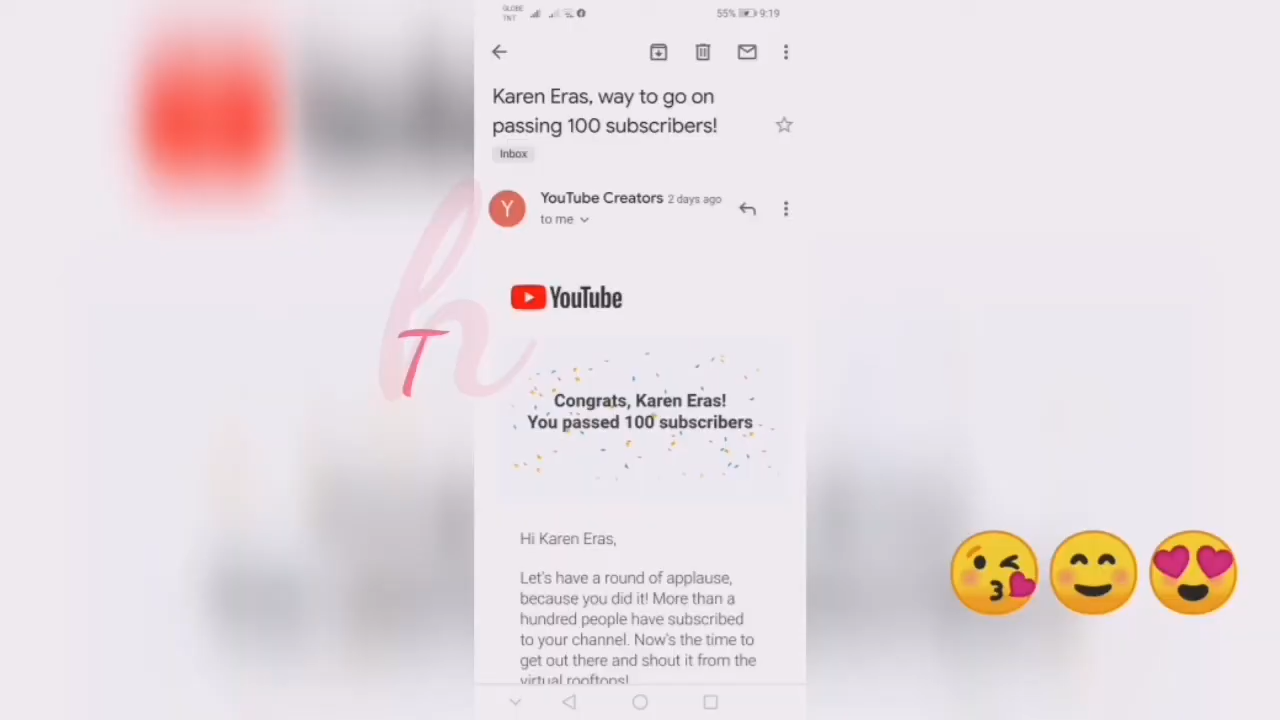 GLOBE
TNT
55% 9:19
Karen Eras, way to go on
passing 100 subscribers!
Inbox
Y
YouTube Creators 2 days ago
to me
h
T
YouTube
Congrats, Karen Eras!
You passed 100 subscribers
Hi Karen Eras,
Let's have a round of applause,
because you did it! More than a
hundred people have subscribed
to your channel. Now's the time to
get out there and shout it from the
virtual rooftops!